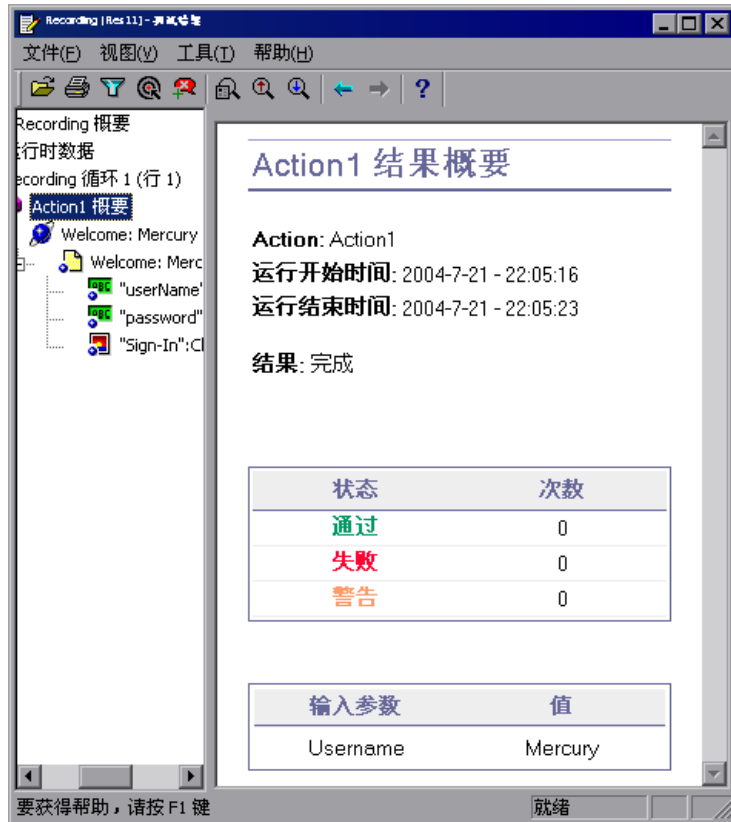 Recording [Res11] - 测试结果
文件(F) 视图(V) 工具(T) 帮助(H)
Recording 概要
行时数据
ecording 循环 1 (行 1)
Action1 概要
Welcome: Mercury
Welcome: Merc
"userName"
"password"
"Sign-In":Cl
Action1 结果概要
Action: Action1
运行开始时间: 2004-7-21 - 22:05:16
运行结束时间: 2004-7-21 - 22:05:23
结果: 完成
状态 次数
通过 0
失败 0
警告 0
输入参数 值
Username Mercury
要获得帮助，请按 F1 键 就绪